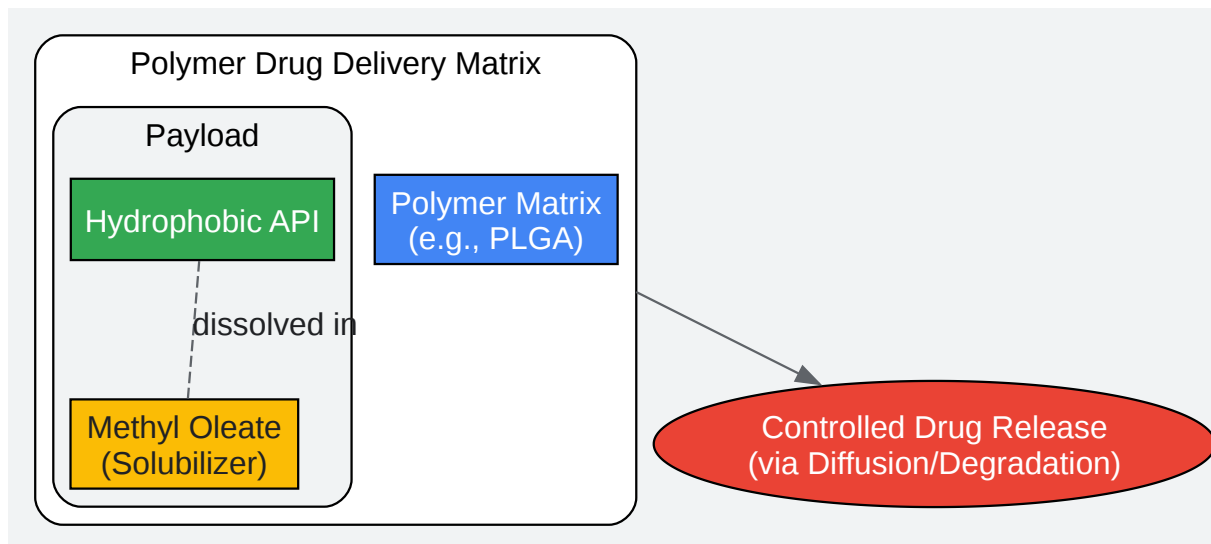 Polymer Drug Delivery Matrix
Payload
Hydrophobic API
Polymer Matrix
(e.g., PLGA)
dissolved in
Methyl Oleate
(Solubilizer)
Controlled Drug Release
(via Diffusion/Degradation)